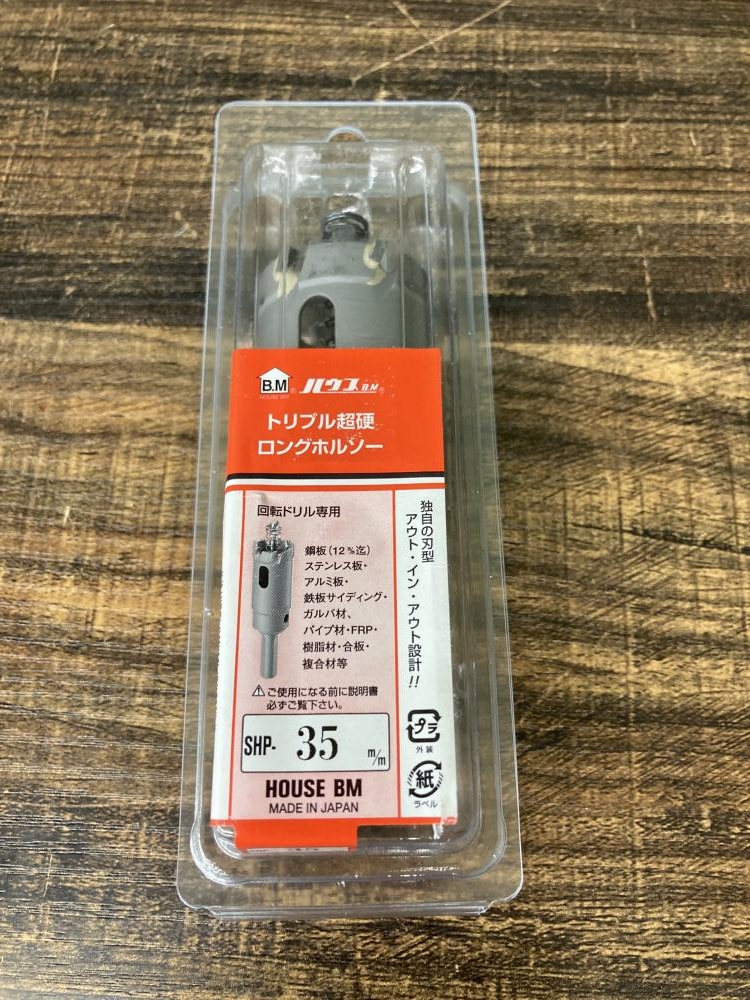 B.M
HOUSE BM
ハウス B.M
トリプル超硬
ロングホルソー
回転ドリル専用
鋼板(12㍉迄)
ステンレス板・
アルミ板・
鉄板サイディング・
ガルバ材、
パイプ材・FRP・
樹脂材・合板・
複合材等
⚠ご使用になる前に説明書
必ずご覧下さい。
独自の刃型
アウト・イン・アウト設計!!
SHP- 35 m/m
HOUSE BM
MADE IN JAPAN
プラ
外装
紙
ラベル